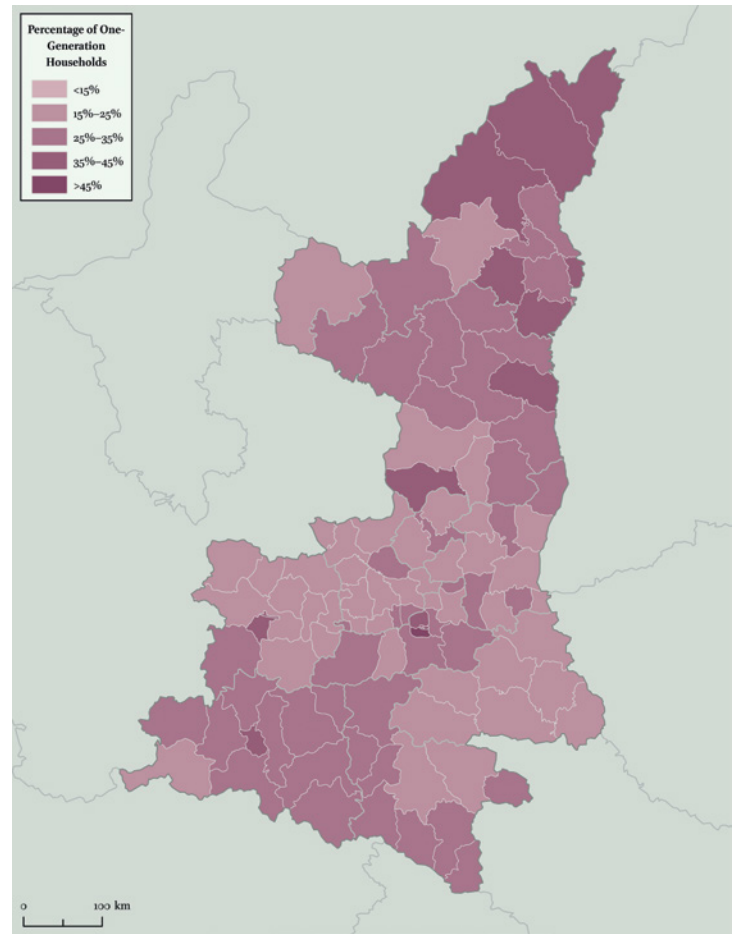 Percentage of One-
Generation
Households
<15%
15%–25%
25%–35%
35%–45%
>45%
0 100 km